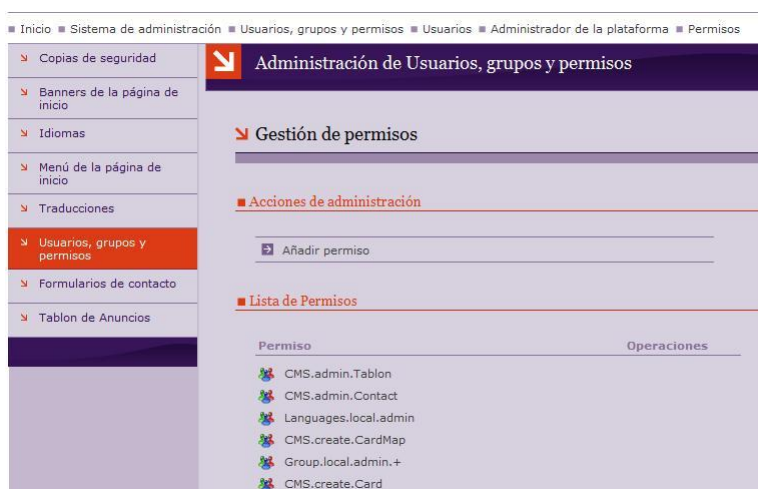 Inicio Sistema de administración Usuarios, grupos y permisos Usuarios Administrador de la plataforma Permisos
Copias de seguridad
Banners de la página de
inicio
Idiomas
Menú de la página de
inicio
Traducciones
Usuarios, grupos y
permisos
Formularios de contacto
Tablon de Anuncios
Administración de Usuarios, grupos y permisos
Gestión de permisos
Acciones de administración
Añadir permiso
Lista de Permisos
Permiso Operaciones
CMS.admin.Tablon
CMS.admin.Contact
Languages.local.admin
CMS.create.CardMap
Group.local.admin.+
CMS.create.Card